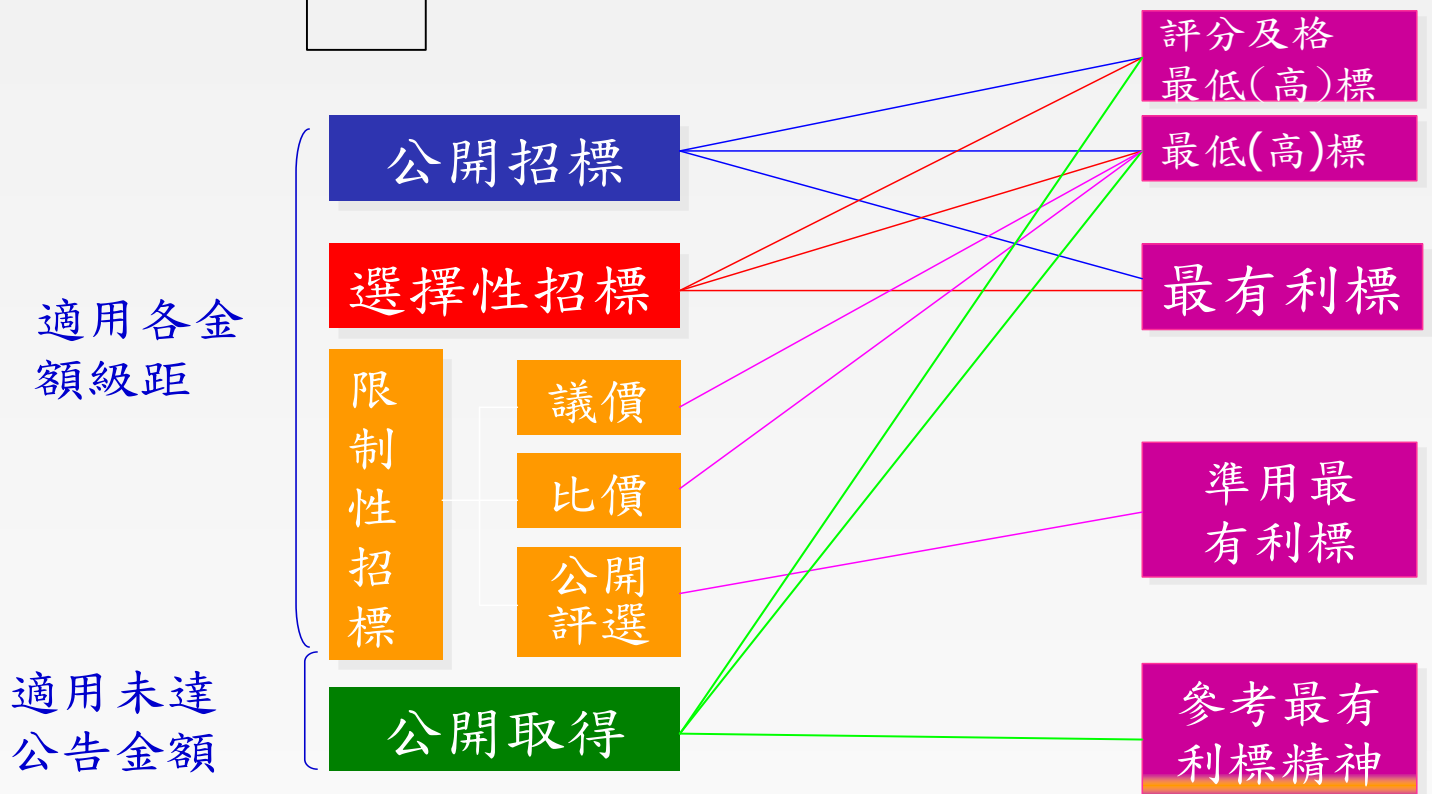 評分及格
最低(高)標
公開招標
最低(高)標
選擇性招標
最有利標
適用各金
額級距
限
制
性
招
標
議價
比價
公開
評選
準用最
有利標
適用未達
公告金額
公開取得
參考最有
利標精神